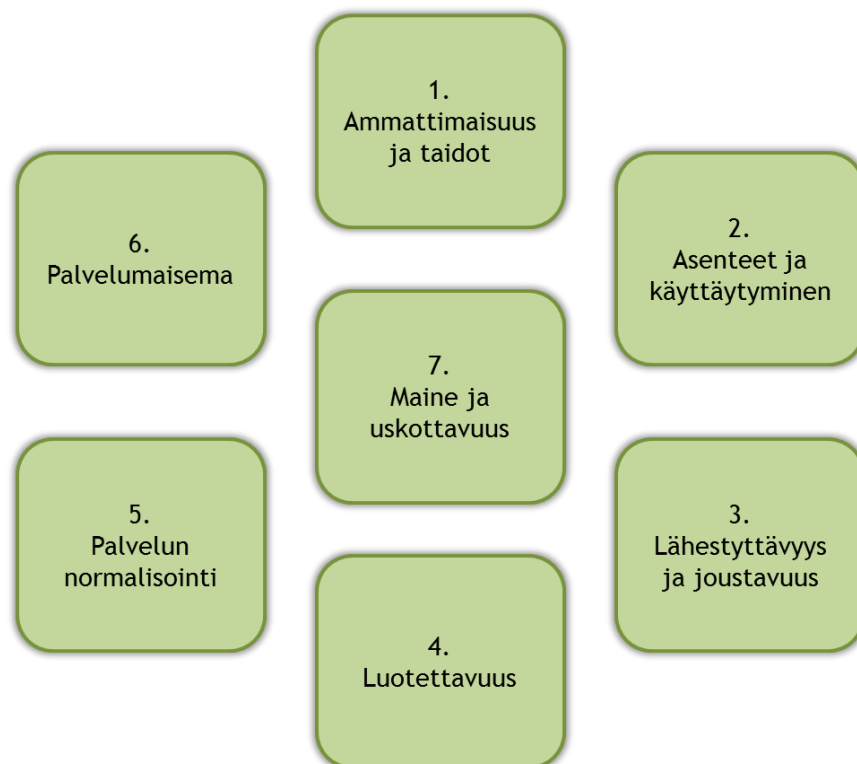 1.
Ammattimaisuus
ja taidot
2.
Asenteet ja
käyttäytyminen
3.
Lähestyttävyys
ja joustavuus
4.
Luotettavuus
5.
Palvelun
normalisointi
6.
Palvelumaisema
7.
Maine ja
uskottavuus